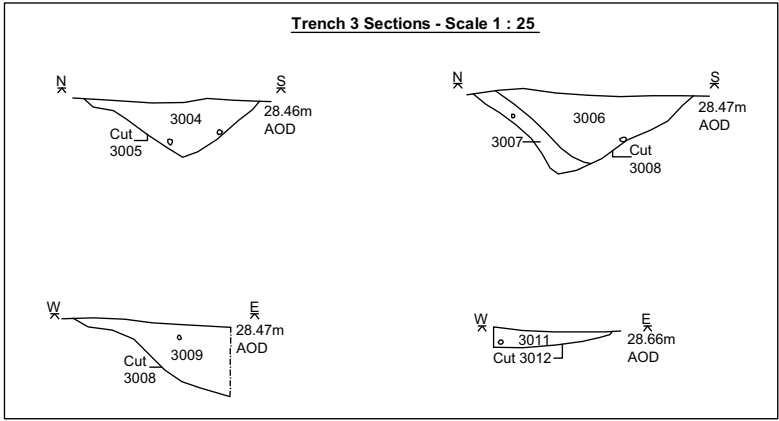 Trench 3 Sections - Scale 1 : 25
N
S
3004
28.46m
AOD
Cut
3005
N
S
3006
28.47m
AOD
3007
Cut
3008
W
E
28.47m
AOD
3009
Cut
3008
W
E
3011
28.66m
AOD
Cut 3012